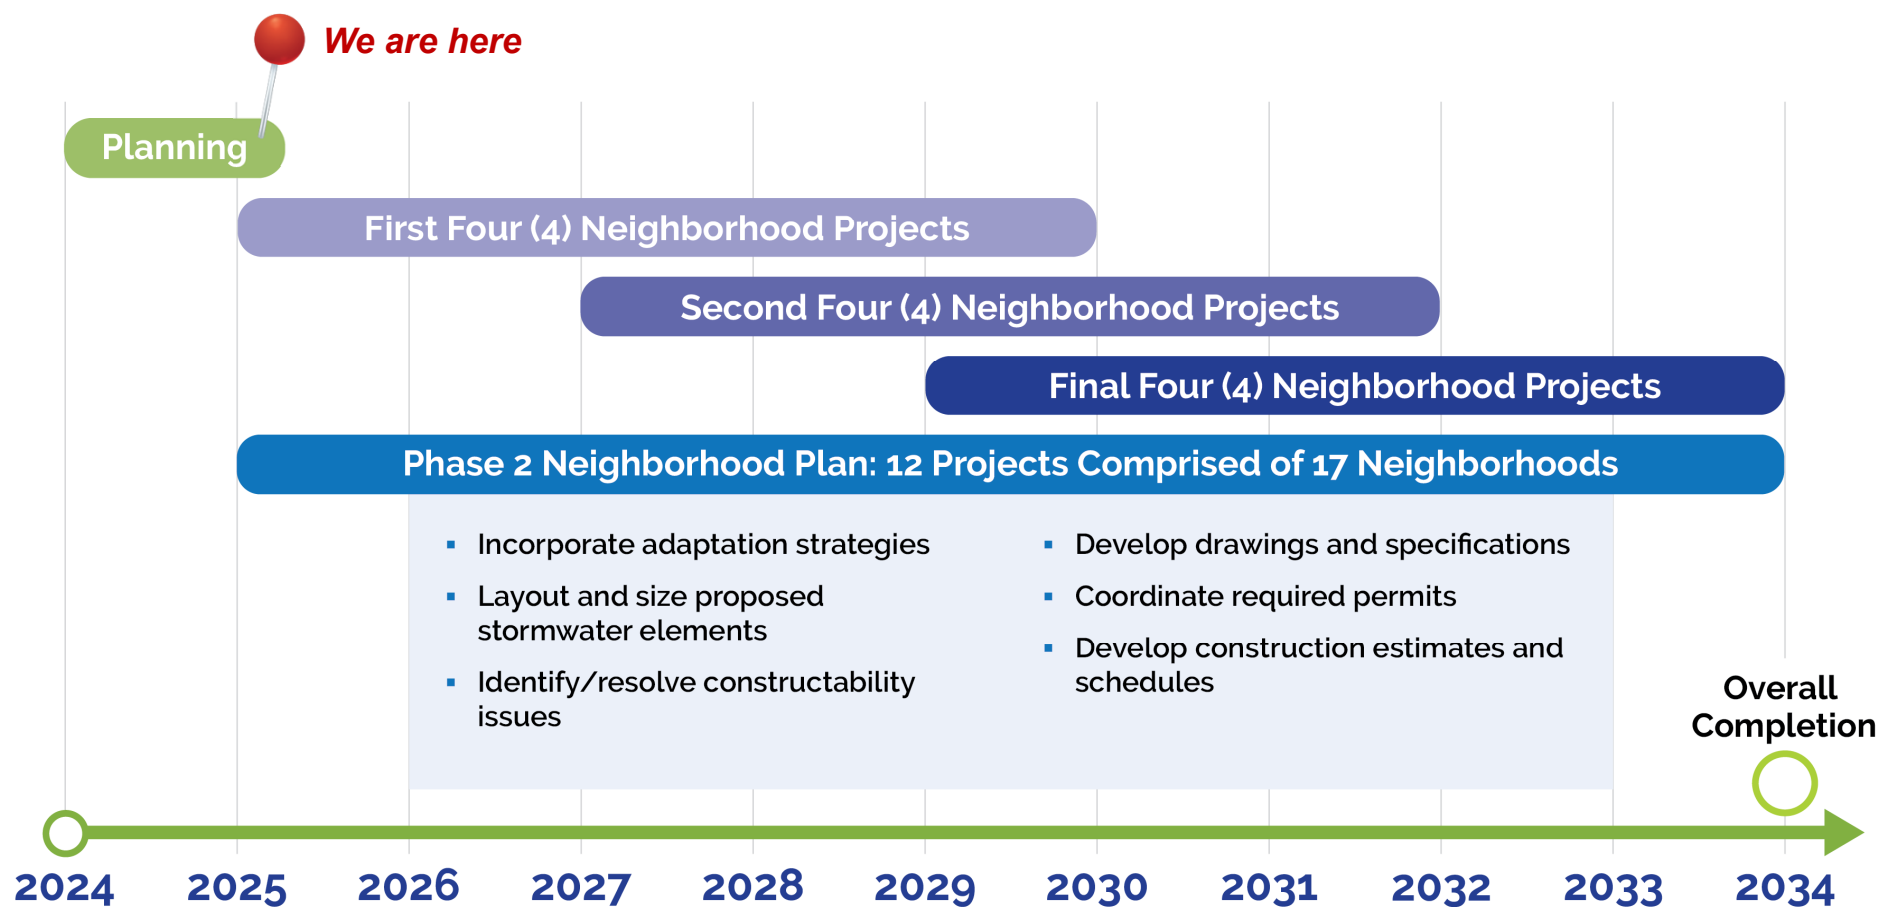 We are here
Planning
First Four (4) Neighborhood Projects
Second Four (4) Neighborhood Projects
Final Four (4) Neighborhood Projects
Phase 2 Neighborhood Plan: 12 Projects Comprised of 17 Neighborhoods
▪ Incorporate adaptation strategies
▪ Layout and size proposed
stormwater elements
▪ Identify/resolve constructability
issues
▪ Develop drawings and specifications
▪ Coordinate required permits
▪ Develop construction estimates and
schedules
Overall
Completion
2024 2025 2026 2027 2028 2029 2030 2031 2032 2033 2034